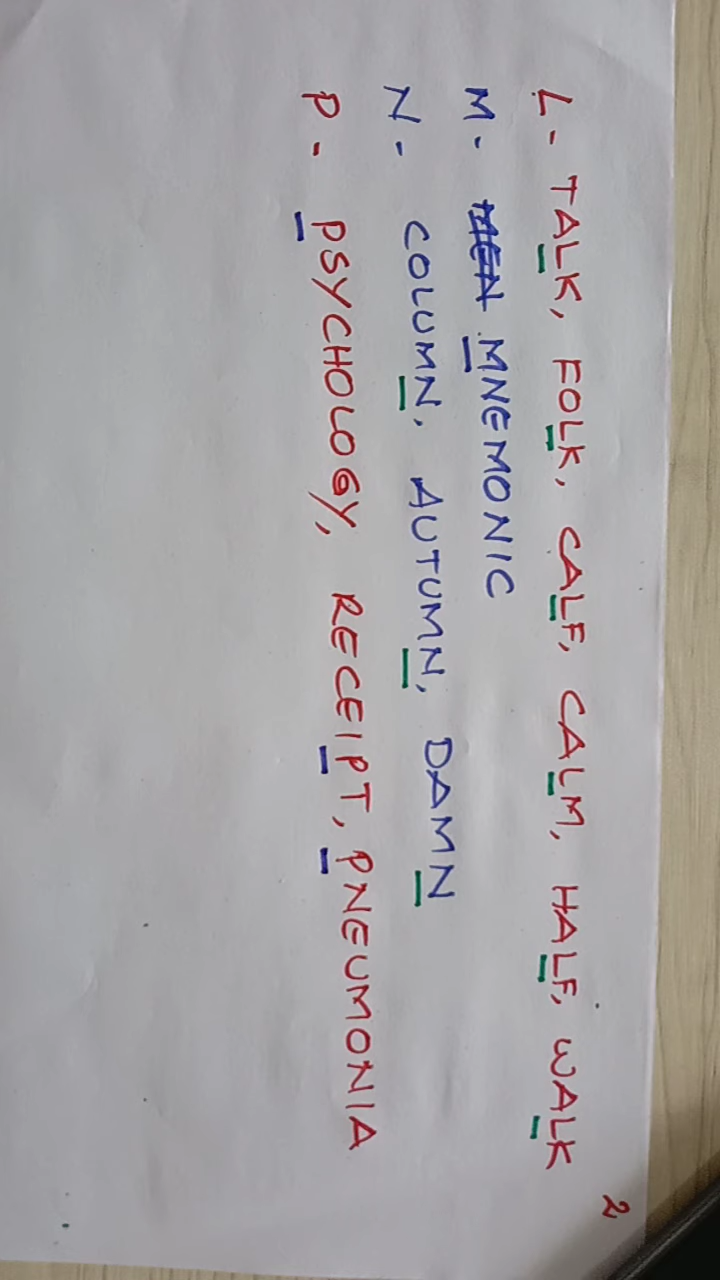 2
L - TALK, FOLK, CALF, CALM, HALF, WALK
M - MNEMONIC
N - COLUMN, AUTUMN, DAMN
P - PSYCHOLOGY, RECEIPT, PNEUMONIA